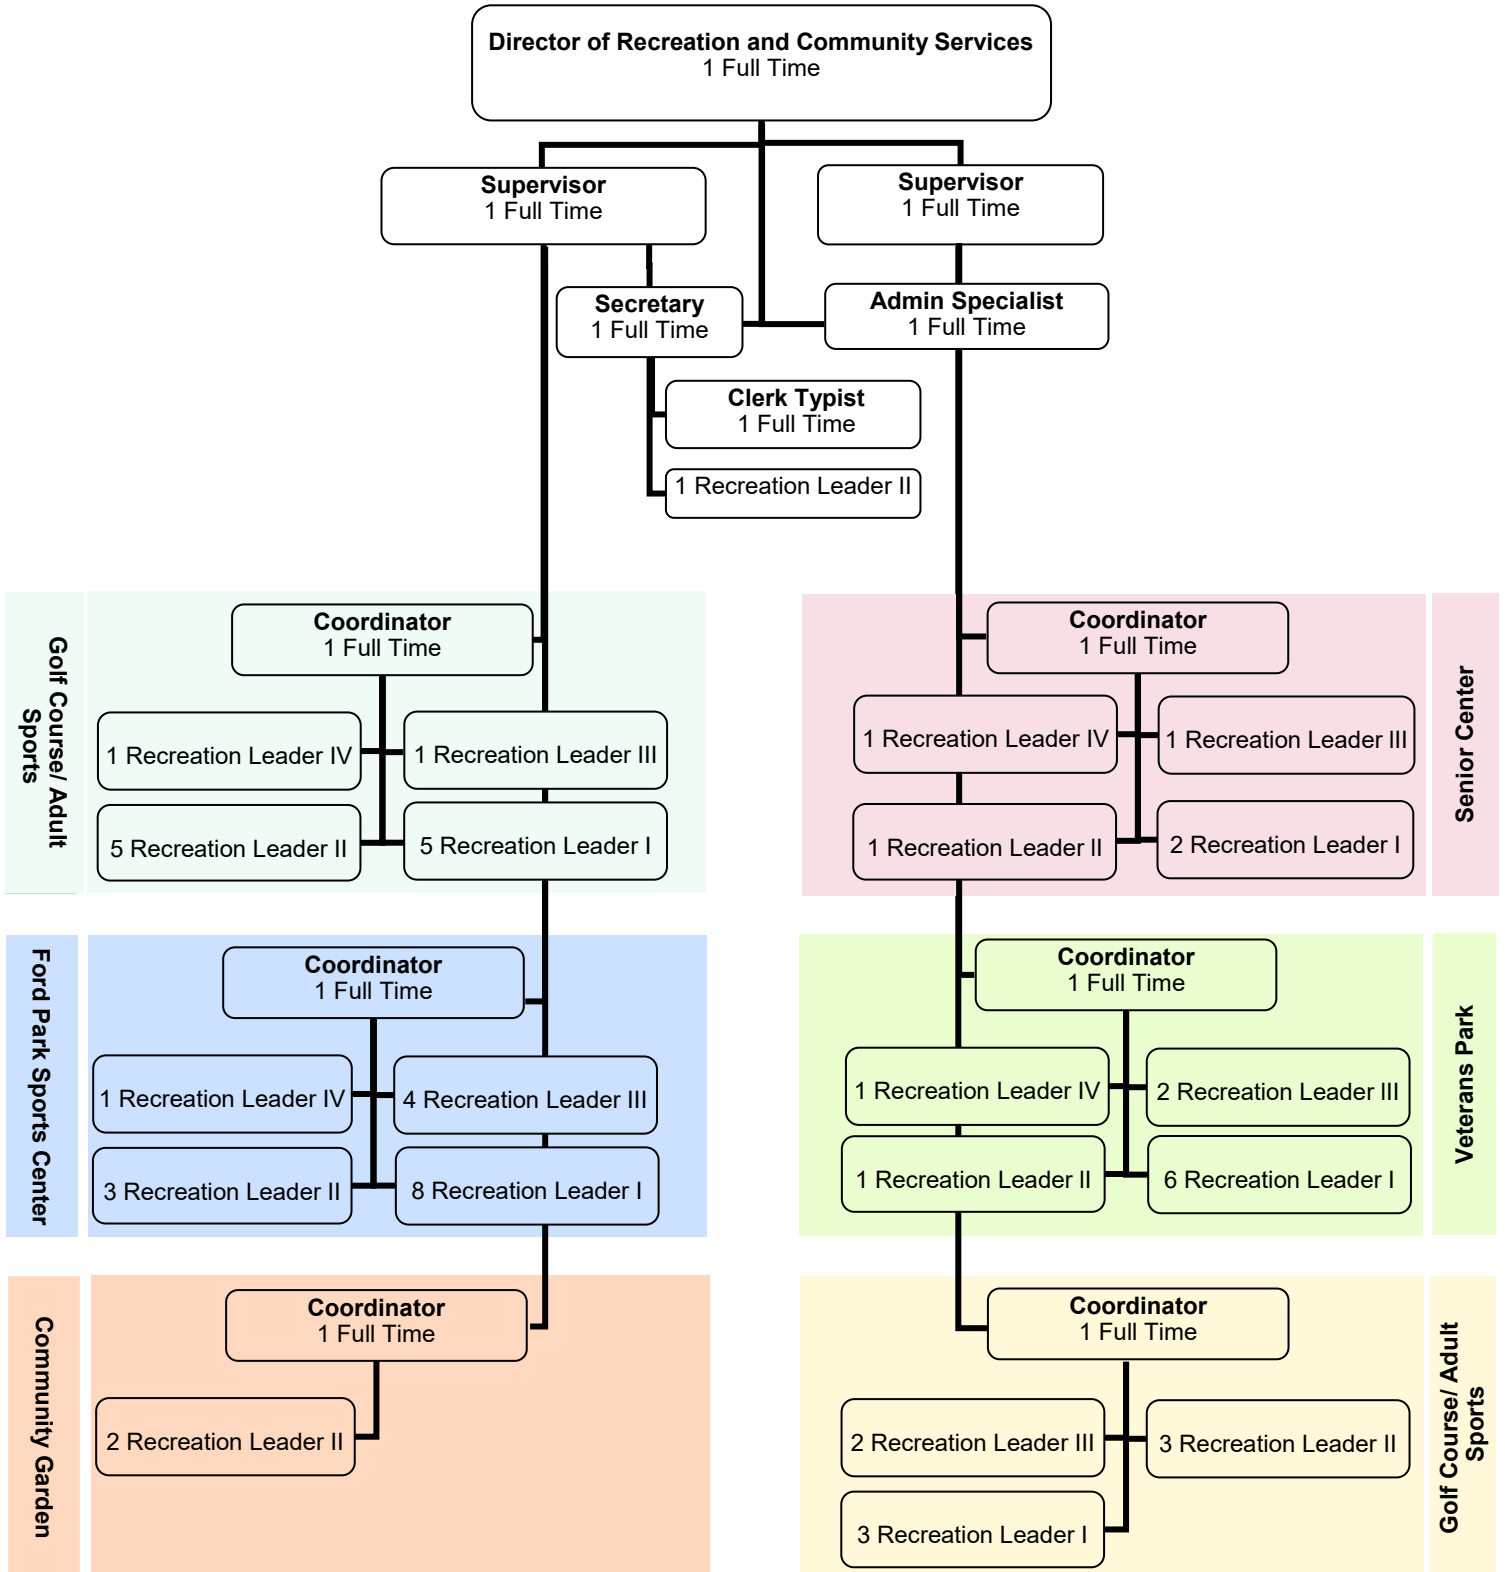 Director of Recreation and Community Services
1 Full Time
Supervisor
1 Full Time
Supervisor
1 Full Time
Secretary
1 Full Time
Admin Specialist
1 Full Time
Clerk Typist
1 Full Time
1 Recreation Leader II
Golf Course/ Adult
Sports
Coordinator
1 Full Time
1 Recreation Leader IV
1 Recreation Leader III
5 Recreation Leader II
5 Recreation Leader I
Senior Center
Coordinator
1 Full Time
1 Recreation Leader IV
1 Recreation Leader III
1 Recreation Leader II
2 Recreation Leader I
Ford Park Sports Center
Coordinator
1 Full Time
1 Recreation Leader IV
4 Recreation Leader III
3 Recreation Leader II
8 Recreation Leader I
Veterans Park
Coordinator
1 Full Time
1 Recreation Leader IV
2 Recreation Leader III
1 Recreation Leader II
6 Recreation Leader I
Community Garden
Coordinator
1 Full Time
2 Recreation Leader II
Golf Course/ Adult
Sports
Coordinator
1 Full Time
2 Recreation Leader III
3 Recreation Leader II
3 Recreation Leader I